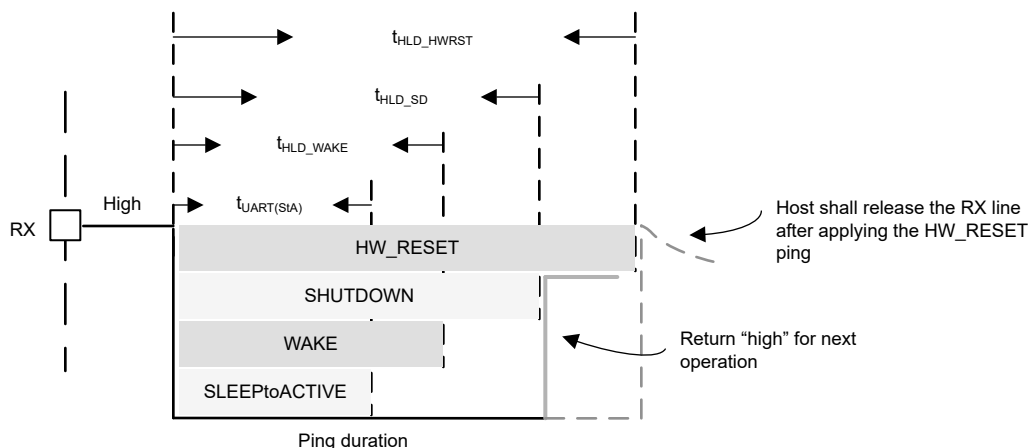 tHLD_HWRST
tHLD_SD
tHLD_WAKE
High
tUART(StA)
RX
Host shall release the RX line
after applying the HW_RESET
ping
HW_RESET
SHUTDOWN
WAKE
Return “high” for next
operation
SLEEPtoACTIVE
Ping duration